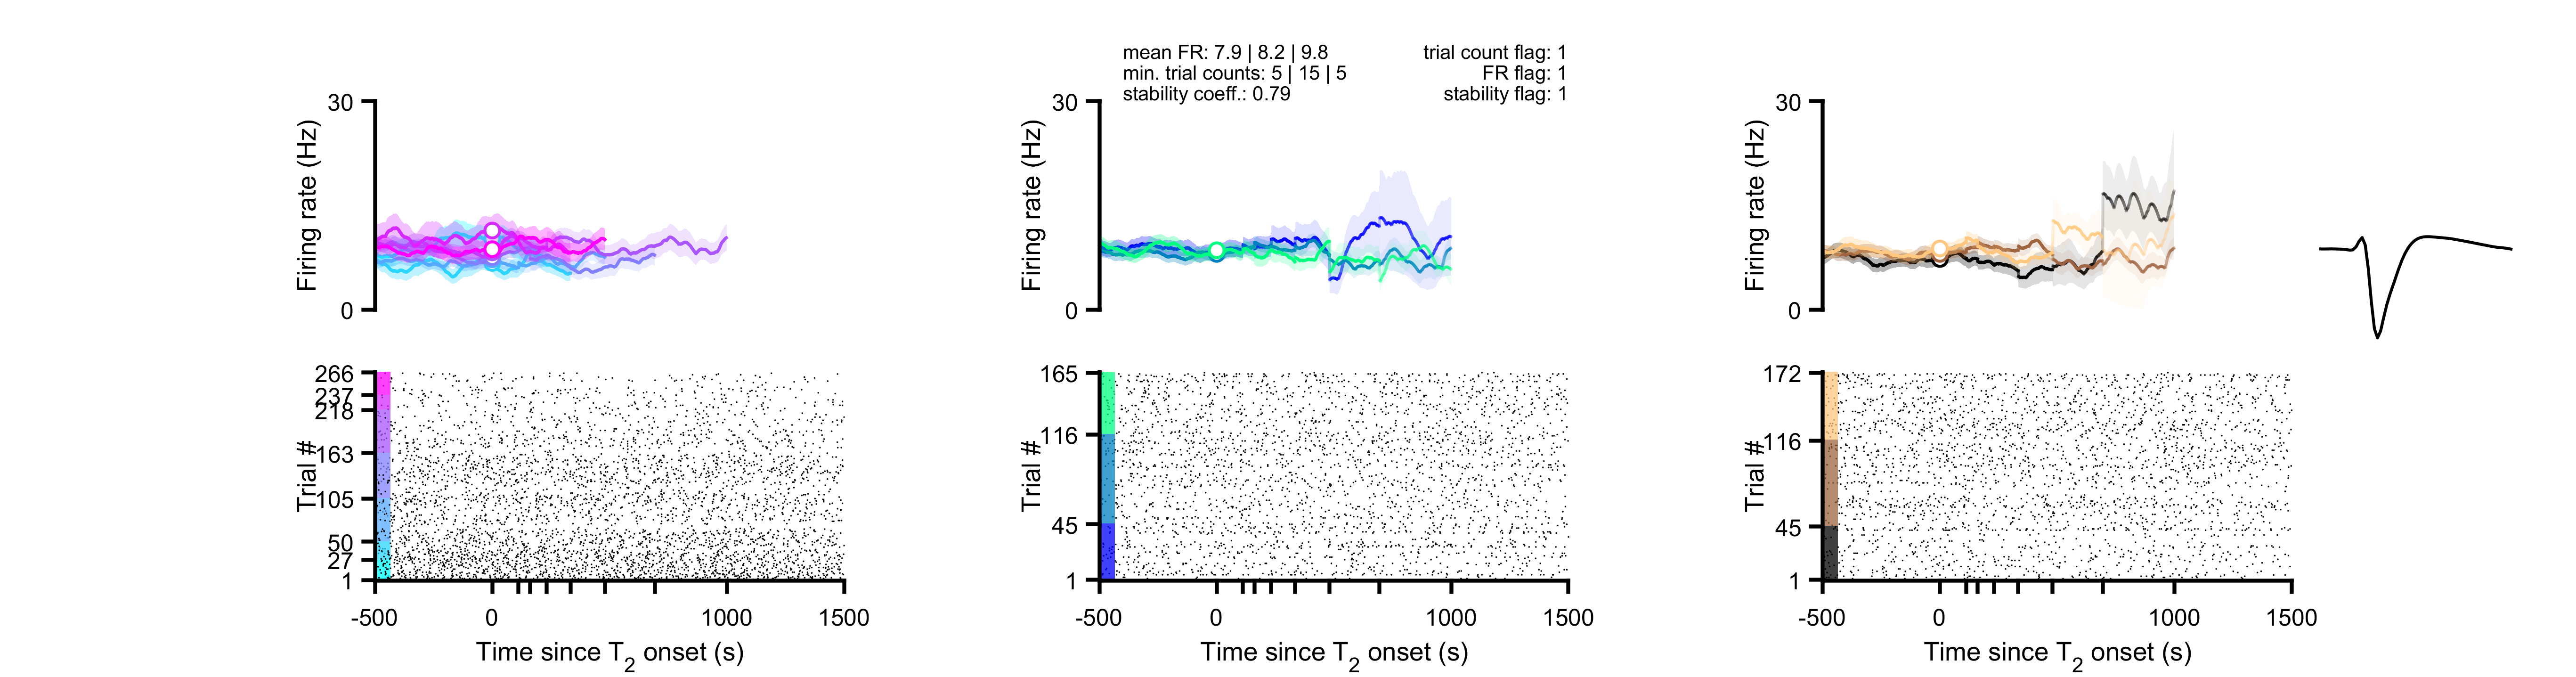 mean FR: 7.9 | 8.2 | 9.8
min. trial counts: 5 | 15 | 5
stability coeff.: 0.79
trial count flag: 1
FR flag: 1
stability flag: 1
Firing rate (Hz)
30
0
Trial #
266
237
218
163
105
50
27
1
-500
0
1000
1500
Time since T2 onset (s)
Firing rate (Hz)
30
0
Trial #
165
116
45
1
-500
0
1000
1500
Time since T2 onset (s)
Firing rate (Hz)
30
0
Trial #
172
116
45
1
-500
0
1000
1500
Time since T2 onset (s)